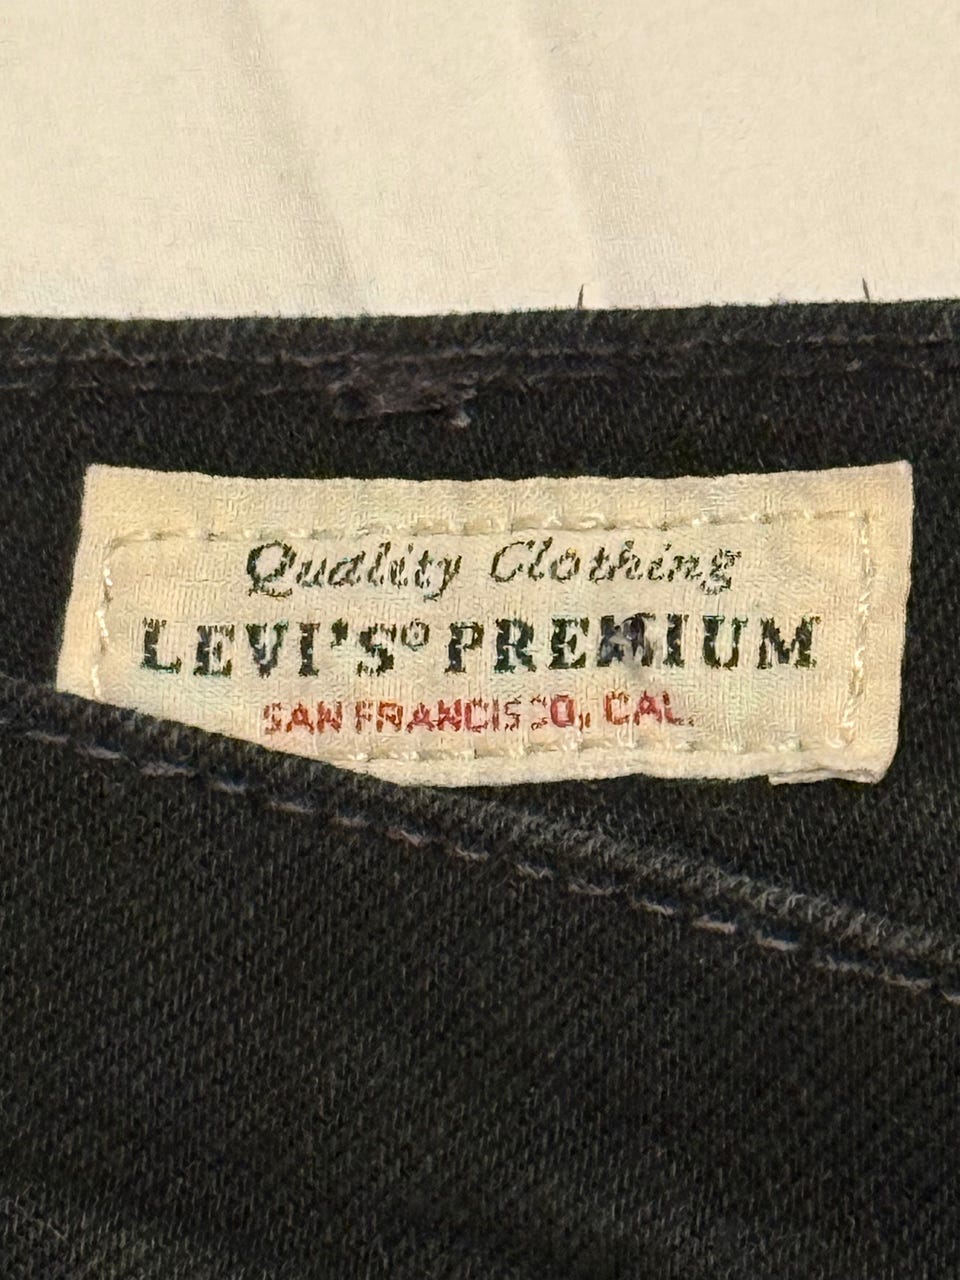 Quality Clothing
LEVI'S® PREMIUM
SAN FRANCISCO, CAL.